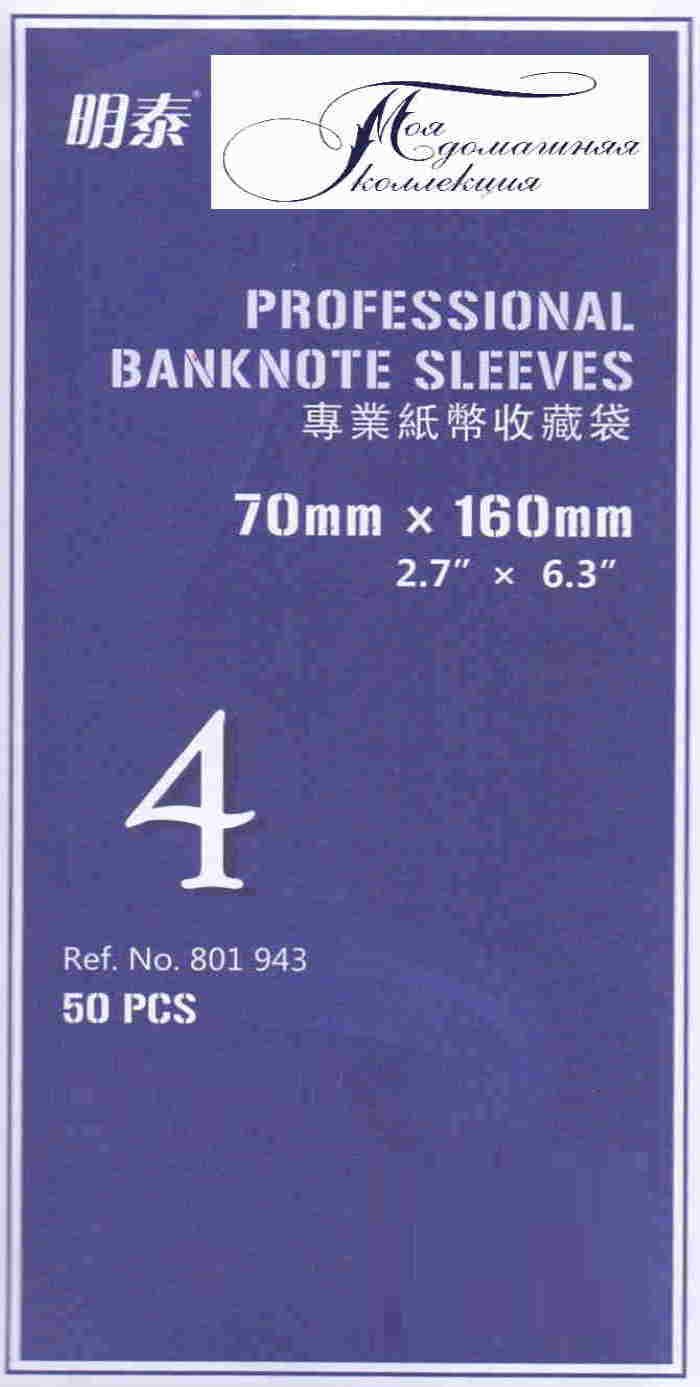 明泰®
Моя
домашняя
коллекция
PROFESSIONAL
BANKNOTE SLEEVES
專業紙幣收藏袋
70mm × 160mm
2.7" × 6.3"
4
Ref. No. 801 943
50 PCS